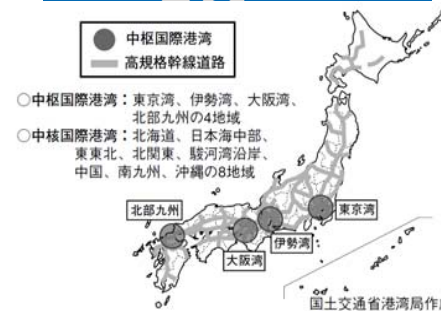 中枢国際港湾
高規格幹線道路
○中枢国際港湾：東京湾、伊勢湾、大阪湾、
北部九州の4地域
○中核国際港湾：北海道、日本海中部、
東東北、北関東、駿河湾沿岸、
中国、南九州、沖縄の8地域
北部九州
東京湾
伊勢湾
大阪湾
国土交通省港湾局作成